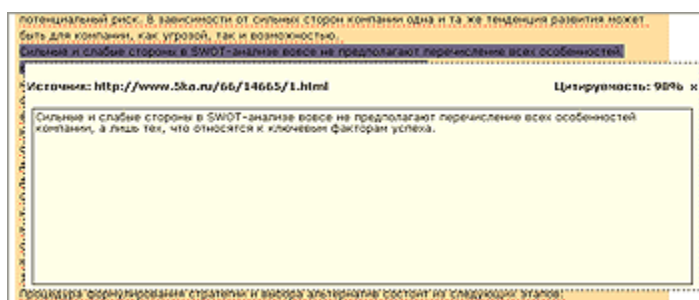 потенциальный риск. В зависимости от сильных сторон компании одна и та же тенденция развития может
быть для компании, как угрозой, так и возможностью.
Сильные и слабые стороны в SWOT-анализе вовсе не предполагают перечисление всех особенностей
Источник: http://www.5ka.ru/66/14665/1.html Цитируемость: 98% x
Сильные и слабые стороны в SWOT-анализе вовсе не предполагают перечисление всех особенностей
компании, а лишь тех, что относятся к ключевым факторам успеха.
Процедура формулирования стратегии и выбора альтернатив состоит из следующих этапов: